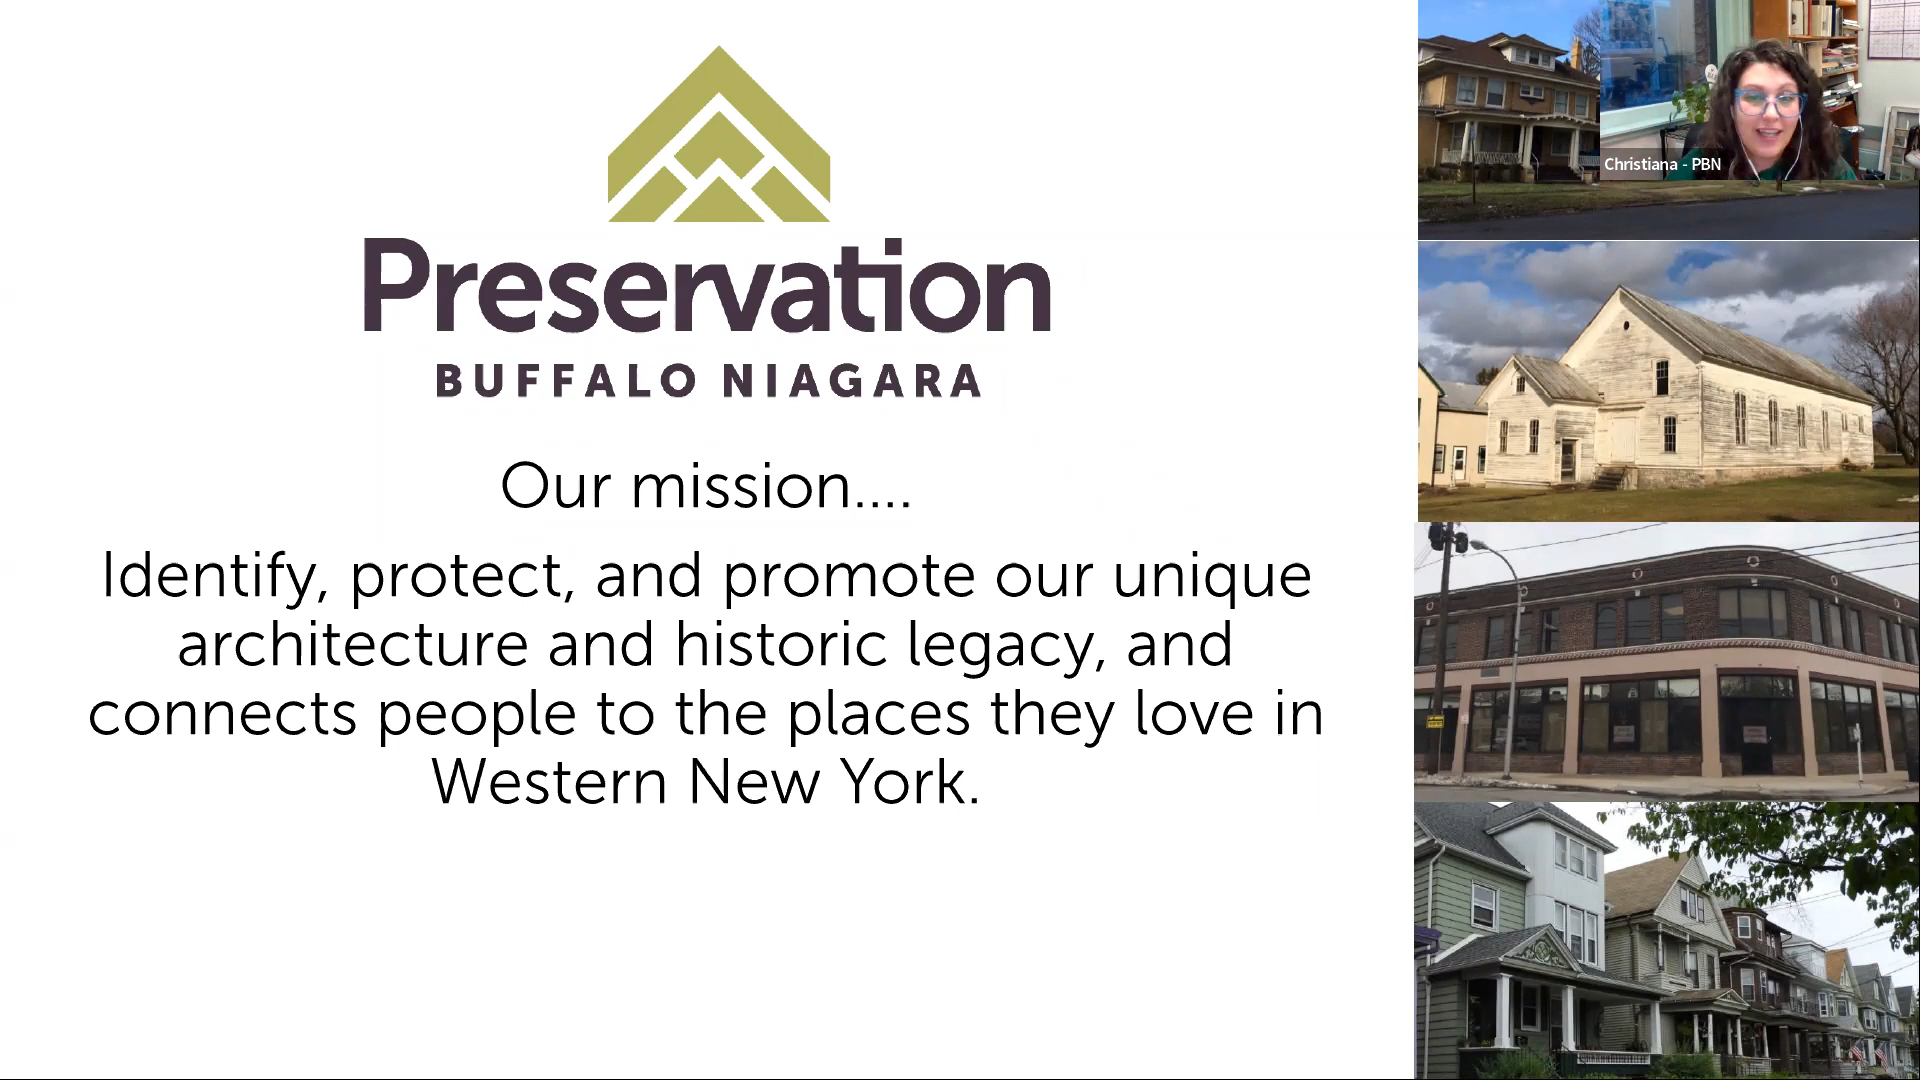 Preservation
BUFFALO NIAGARA
Our mission....
Identify, protect, and promote our unique
architecture and historic legacy, and
connects people to the places they love in
Western New York.
Christiana - PBN